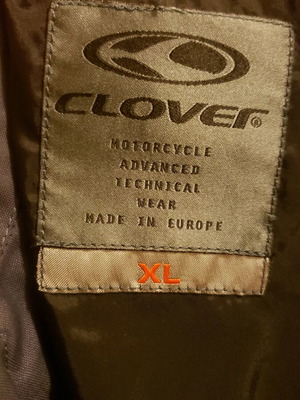 CLOVER®
MOTORCYCLE
ADVANCED
TECHNICAL
WEAR
MADE IN EUROPE
XL